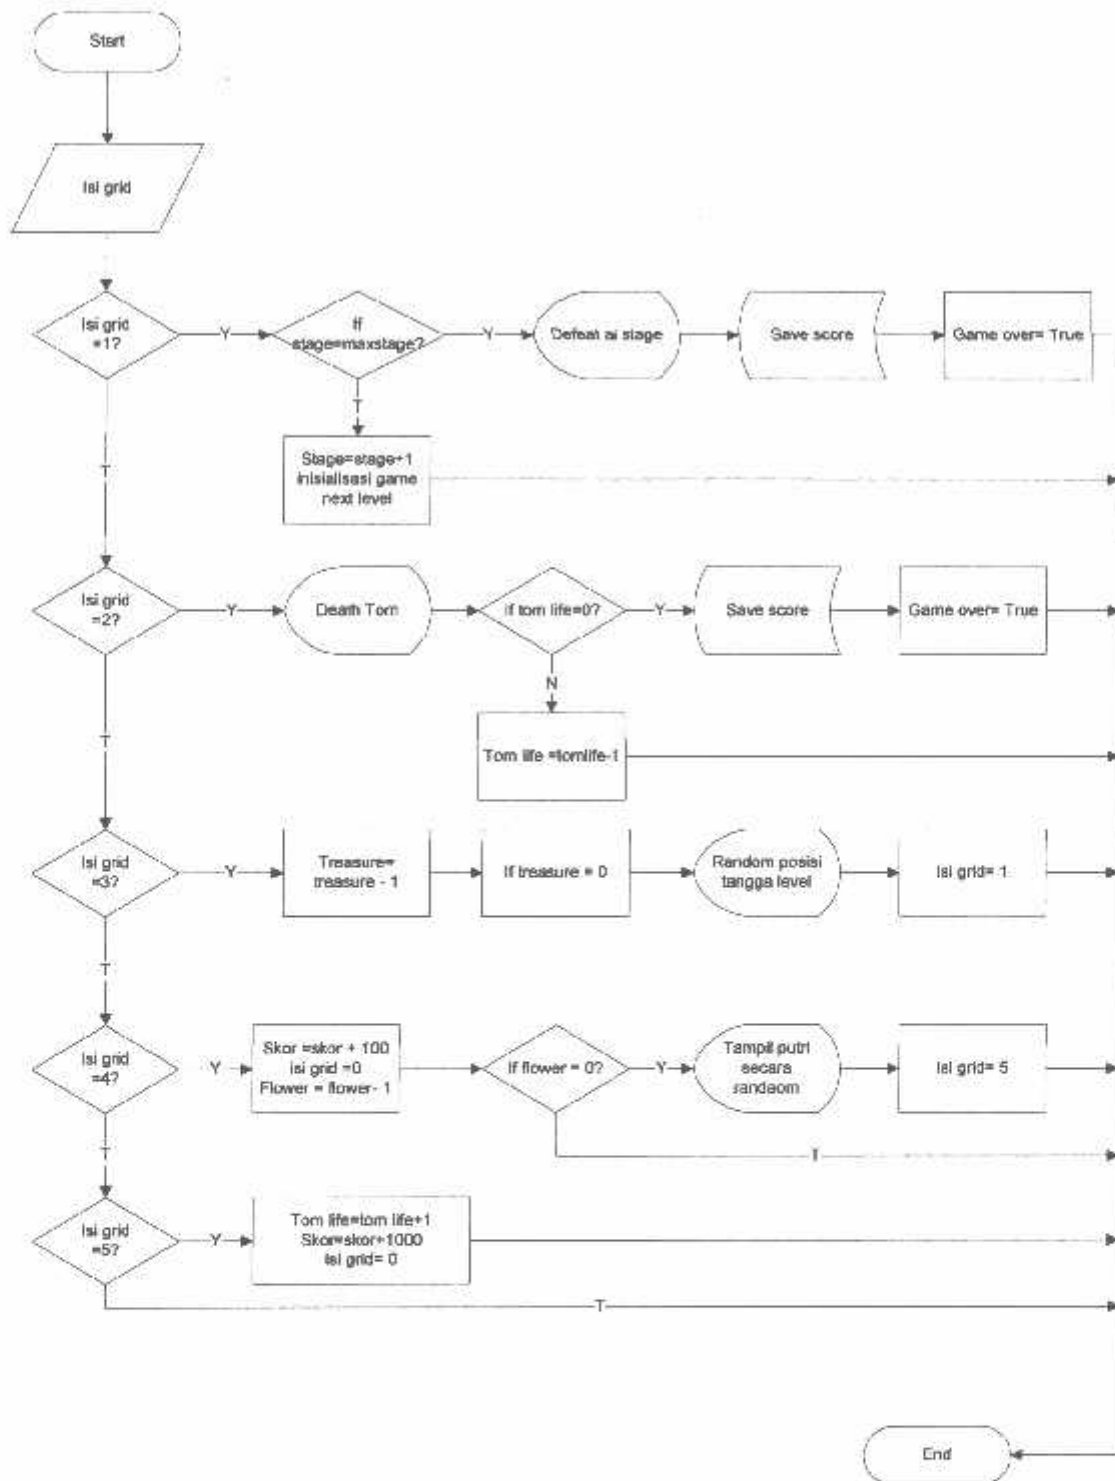 Start
Isi grid
Isi grid
=1?
Y
If
stage=maxstage?
Y
Defeat al stage
Save score
Game over= True
T
T
Stage=stage+1
inisialisasi game
next level
Isi grid
=2?
Y
Death Tom
If tom life=0?
Y
Save score
Game over= True
N
T
Tom life =tomlife-1
Isi grid
=3?
Y
Treasure=
treasure - 1
If treasure = 0
Random posisi
tangga level
Isi grid= 1
T
Isi grid
=4?
Y
Skor =skor + 100
isi grid =0
Flower = flower- 1
If flower = 0?
Y
Tampil putri
secara
randaom
Isi grid= 5
T
T
Isi grid
=5?
Y
Tom life=tom life+1
Skor=skor+1000
Isi grid= 0
T
End